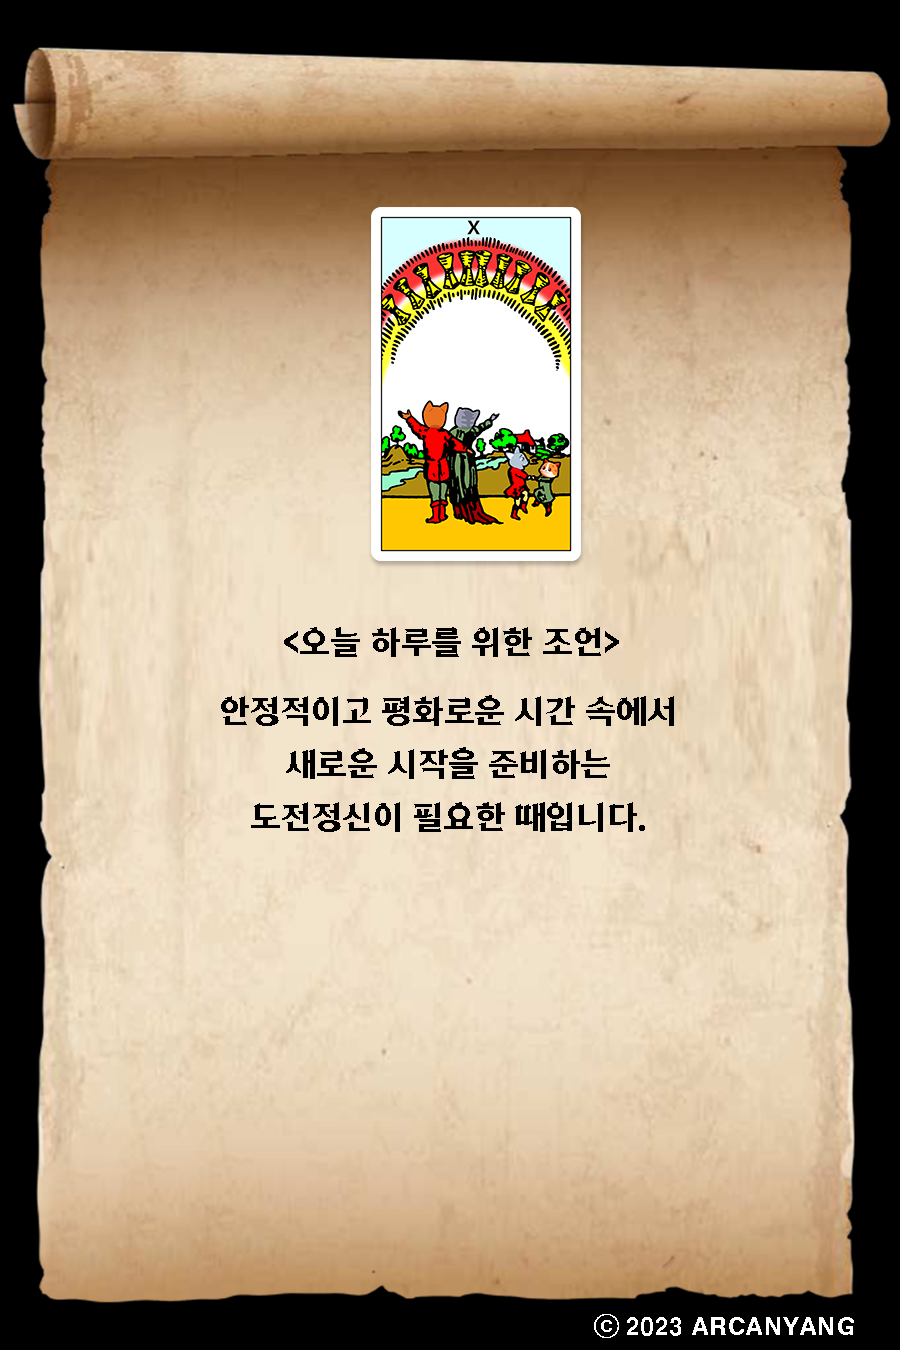 X
<오늘 하루를 위한 조언>
안정적이고 평화로운 시간 속에서
새로운 시작을 준비하는
도전정신이 필요한 때입니다.
ⓒ 2023 ARCANYANG